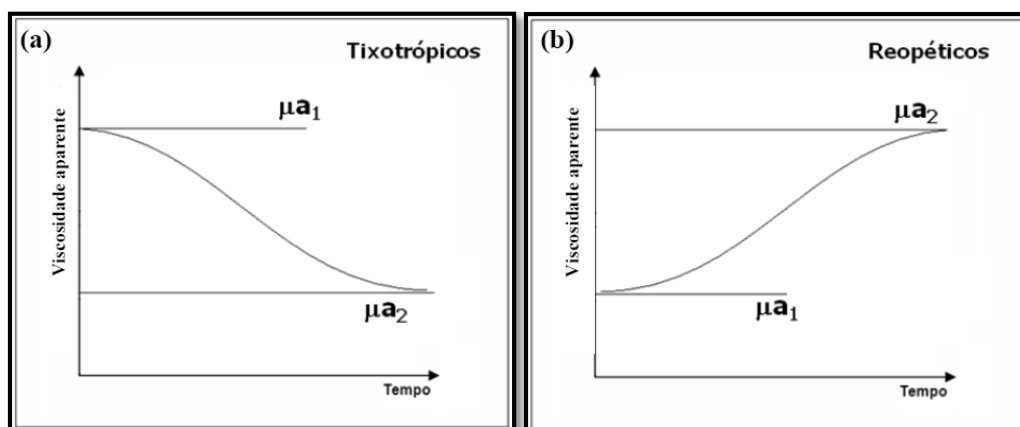 (a)
Tixotrópicos
μa₁
Viscosidade aparente
μa₂
Tempo
(b)
Reopéticos
μa₂
Viscosidade aparente
μa₁
Tempo